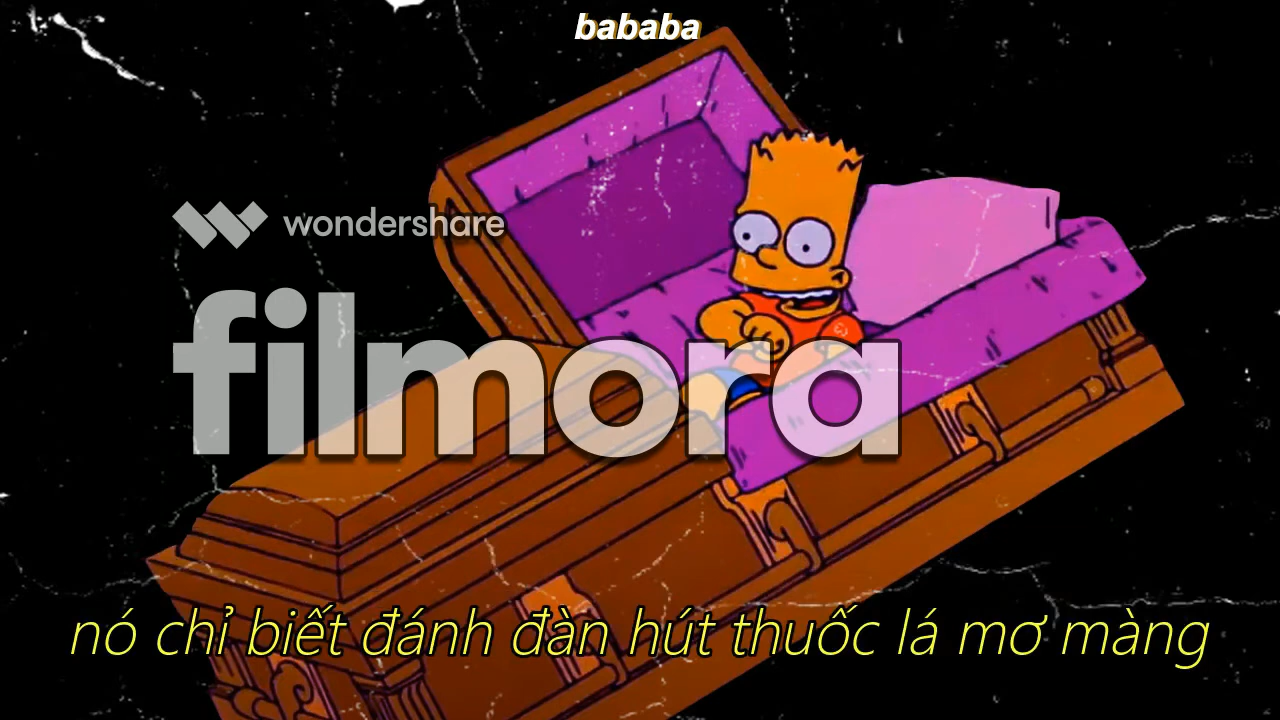 bababa
wondershare
filmora
nó chỉ biết đánh đàn hút thuốc lá mơ màng